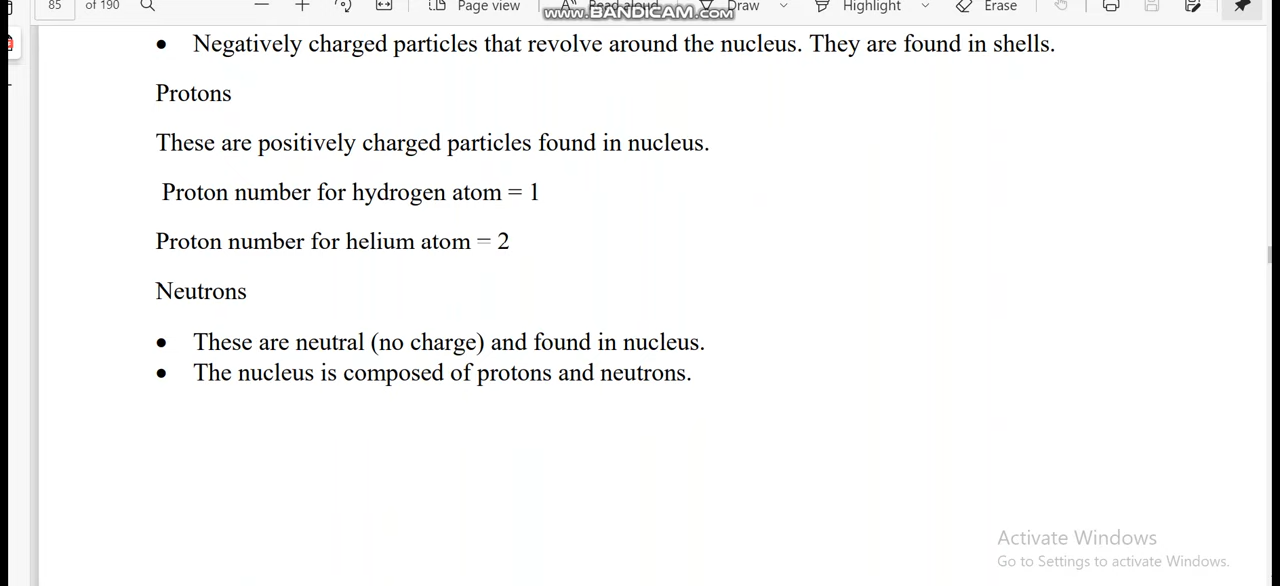 85 of 190 Page view Read aloud Draw Highlight Erase
www.BANDICAM.com
• Negatively charged particles that revolve around the nucleus. They are found in shells.
Protons
These are positively charged particles found in nucleus.
Proton number for hydrogen atom = 1
Proton number for helium atom = 2
Neutrons
• These are neutral (no charge) and found in nucleus.
• The nucleus is composed of protons and neutrons.
Activate Windows
Go to Settings to activate Windows.